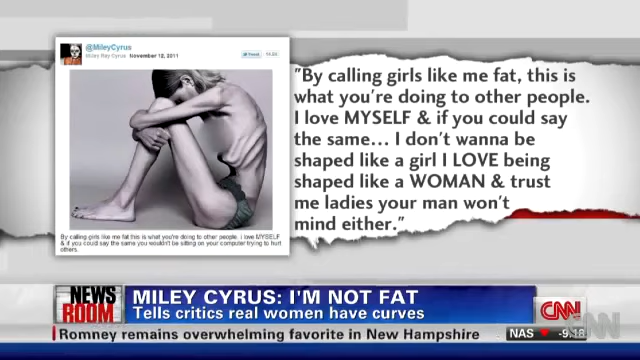 @MileyCyrus
Miley Ray Cyrus November 12, 2011
Tweet
"By calling girls like me fat, this is
what you're doing to other people.
I love MYSELF & if you could say
the same... I don't wanna be
shaped like a girl I LOVE being
shaped like a WOMAN & trust
me ladies your man won't
mind either."
By calling girls like me fat this is what you're doing to other people. i love MYSELF
& if you could say the same you wouldn't be sitting on your computer trying to hurt
others.
NEWS
ROOM
MILEY CYRUS: I'M NOT FAT
Tells critics real women have curves
CNN
Romney remains overwhelming favorite in New Hampshire
NAS -9.18
CNN